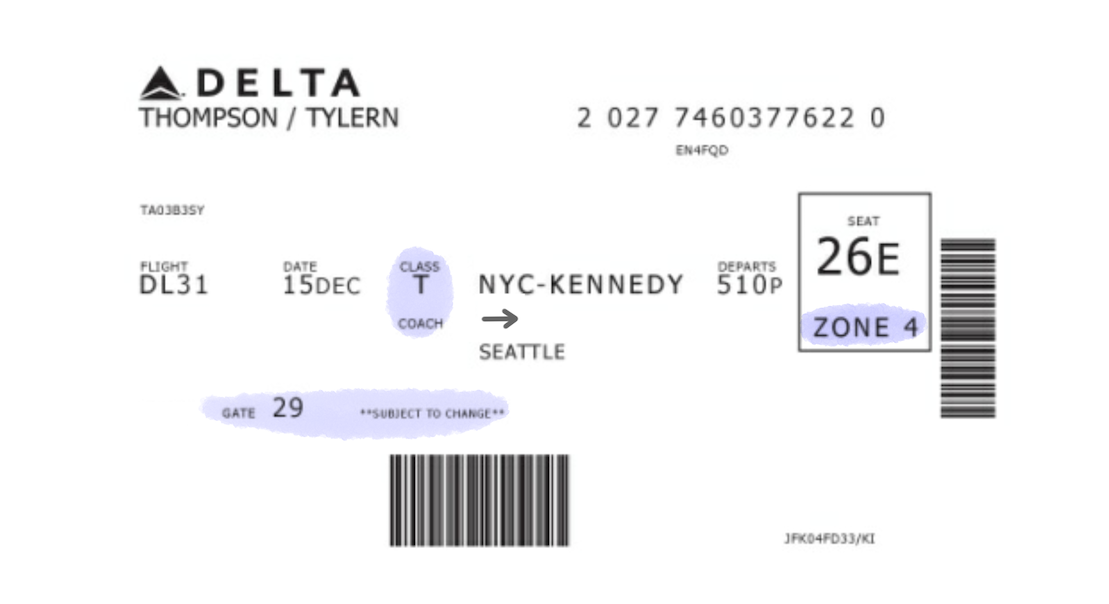 DELTA
THOMPSON / TYLERN
2 027 7460377622 0
EN4FQD
TA03B3SY
FLIGHT
DL31
DATE
15DEC
CLASS
T
COACH
NYC-KENNEDY
→
SEATTLE
DEPARTS
510P
SEAT
26E
ZONE 4
GATE 29 **SUBJECT TO CHANGE**
JFK04FD33/KI